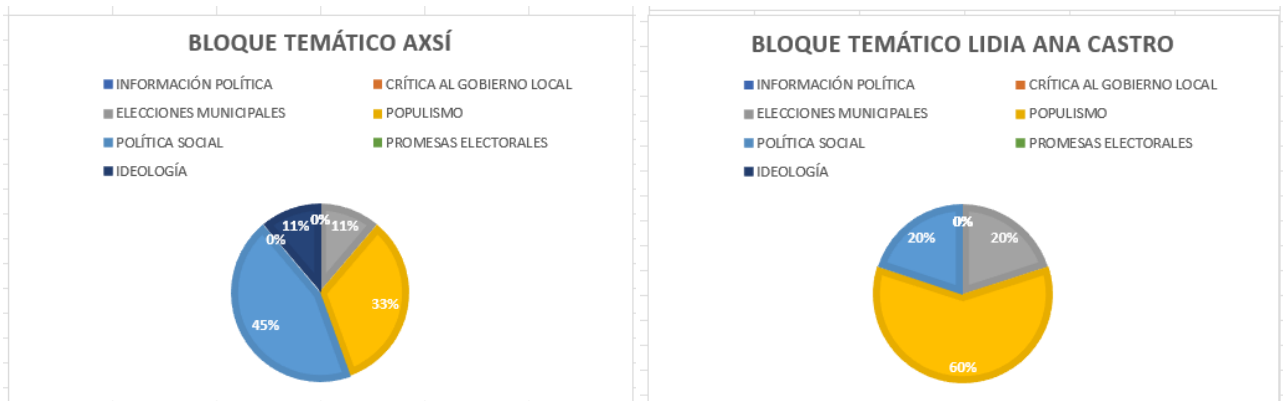 BLOQUE TEMÁTICO AXSÍ
INFORMACIÓN POLÍTICA
CRÍTICA AL GOBIERNO LOCAL
ELECCIONES MUNICIPALES
POPULISMO
POLÍTICA SOCIAL
PROMESAS ELECTORALES
IDEOLOGÍA
11%
0%
11%
0%
33%
45%
BLOQUE TEMÁTICO LIDIA ANA CASTRO
INFORMACIÓN POLÍTICA
CRÍTICA AL GOBIERNO LOCAL
ELECCIONES MUNICIPALES
POPULISMO
POLÍTICA SOCIAL
PROMESAS ELECTORALES
IDEOLOGÍA
0%
20%
20%
60%